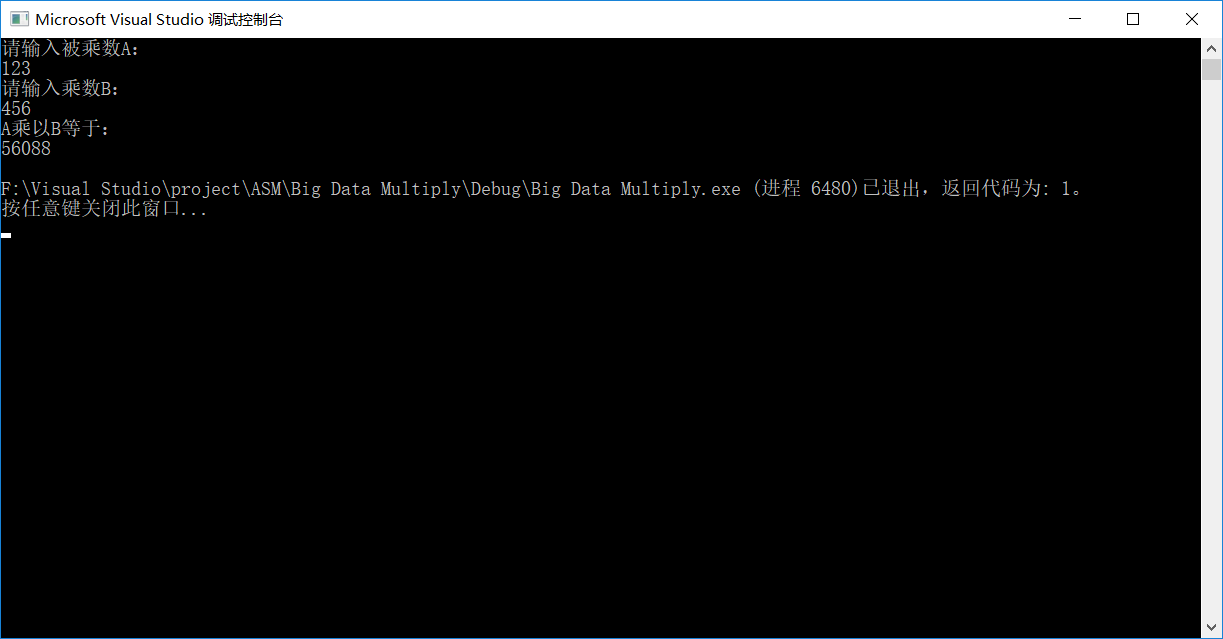 Microsoft Visual Studio 调试控制台
请输入被乘数A:
123
请输入乘数B:
456
A乘以B等于:
56088
F:\Visual Studio\project\ASM\Big Data Multiply\Debug\Big Data Multiply.exe (进程 6480)已退出，返回代码为: 1。
按任意键关闭此窗口...